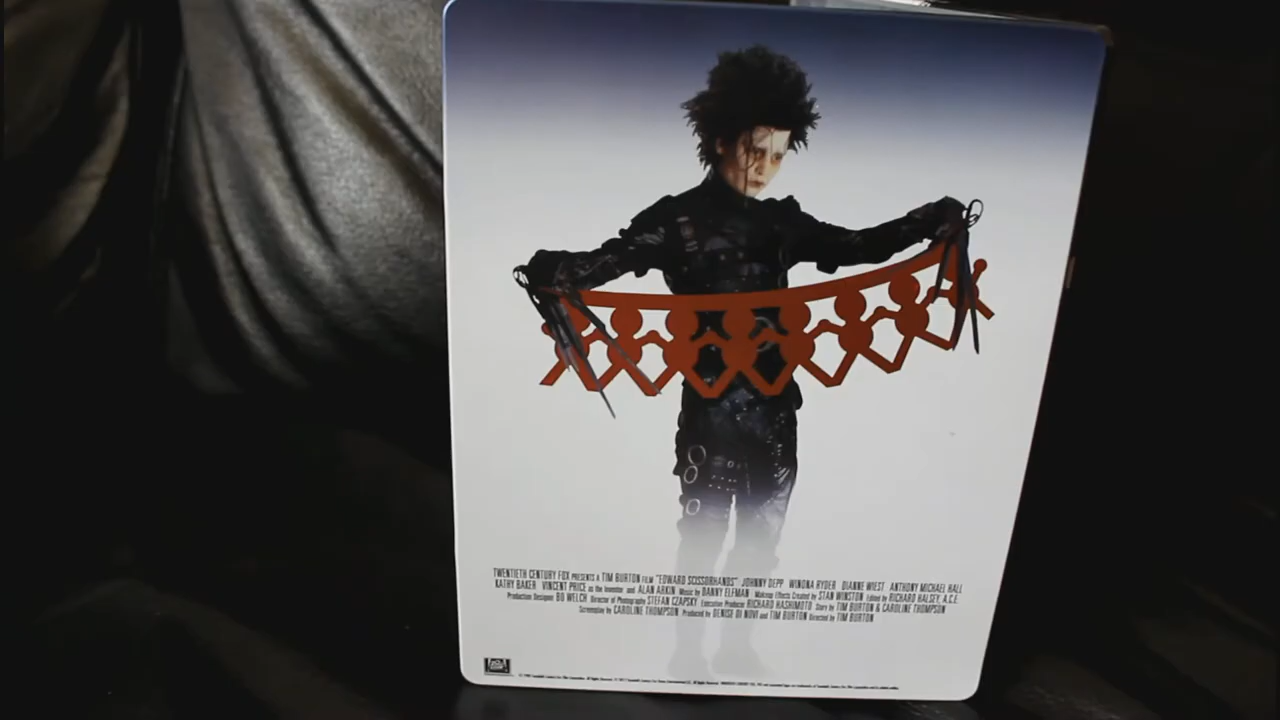 TWENTIETH CENTURY FOX PRESENTS A TIM BURTON FILM "EDWARD SCISSORHANDS" JOHNNY DEPP WINONA RYDER DIANNE WIEST ANTHONY MICHAEL HALL
KATHY BAKER VINCENT PRICE as the Inventor and ALAN ARKIN Music by DANNY ELFMAN Makeup Effects Created by STAN WINSTON Edited by RICHARD HALSEY, A.C.E.
Production Designer BO WELCH Director of Photography STEFAN CZAPSKY Executive Producer RICHARD HASHIMOTO Story by TIM BURTON & CAROLINE THOMPSON
Screenplay by CAROLINE THOMPSON Produced by DENISE DI NOVI and TIM BURTON Directed by TIM BURTON